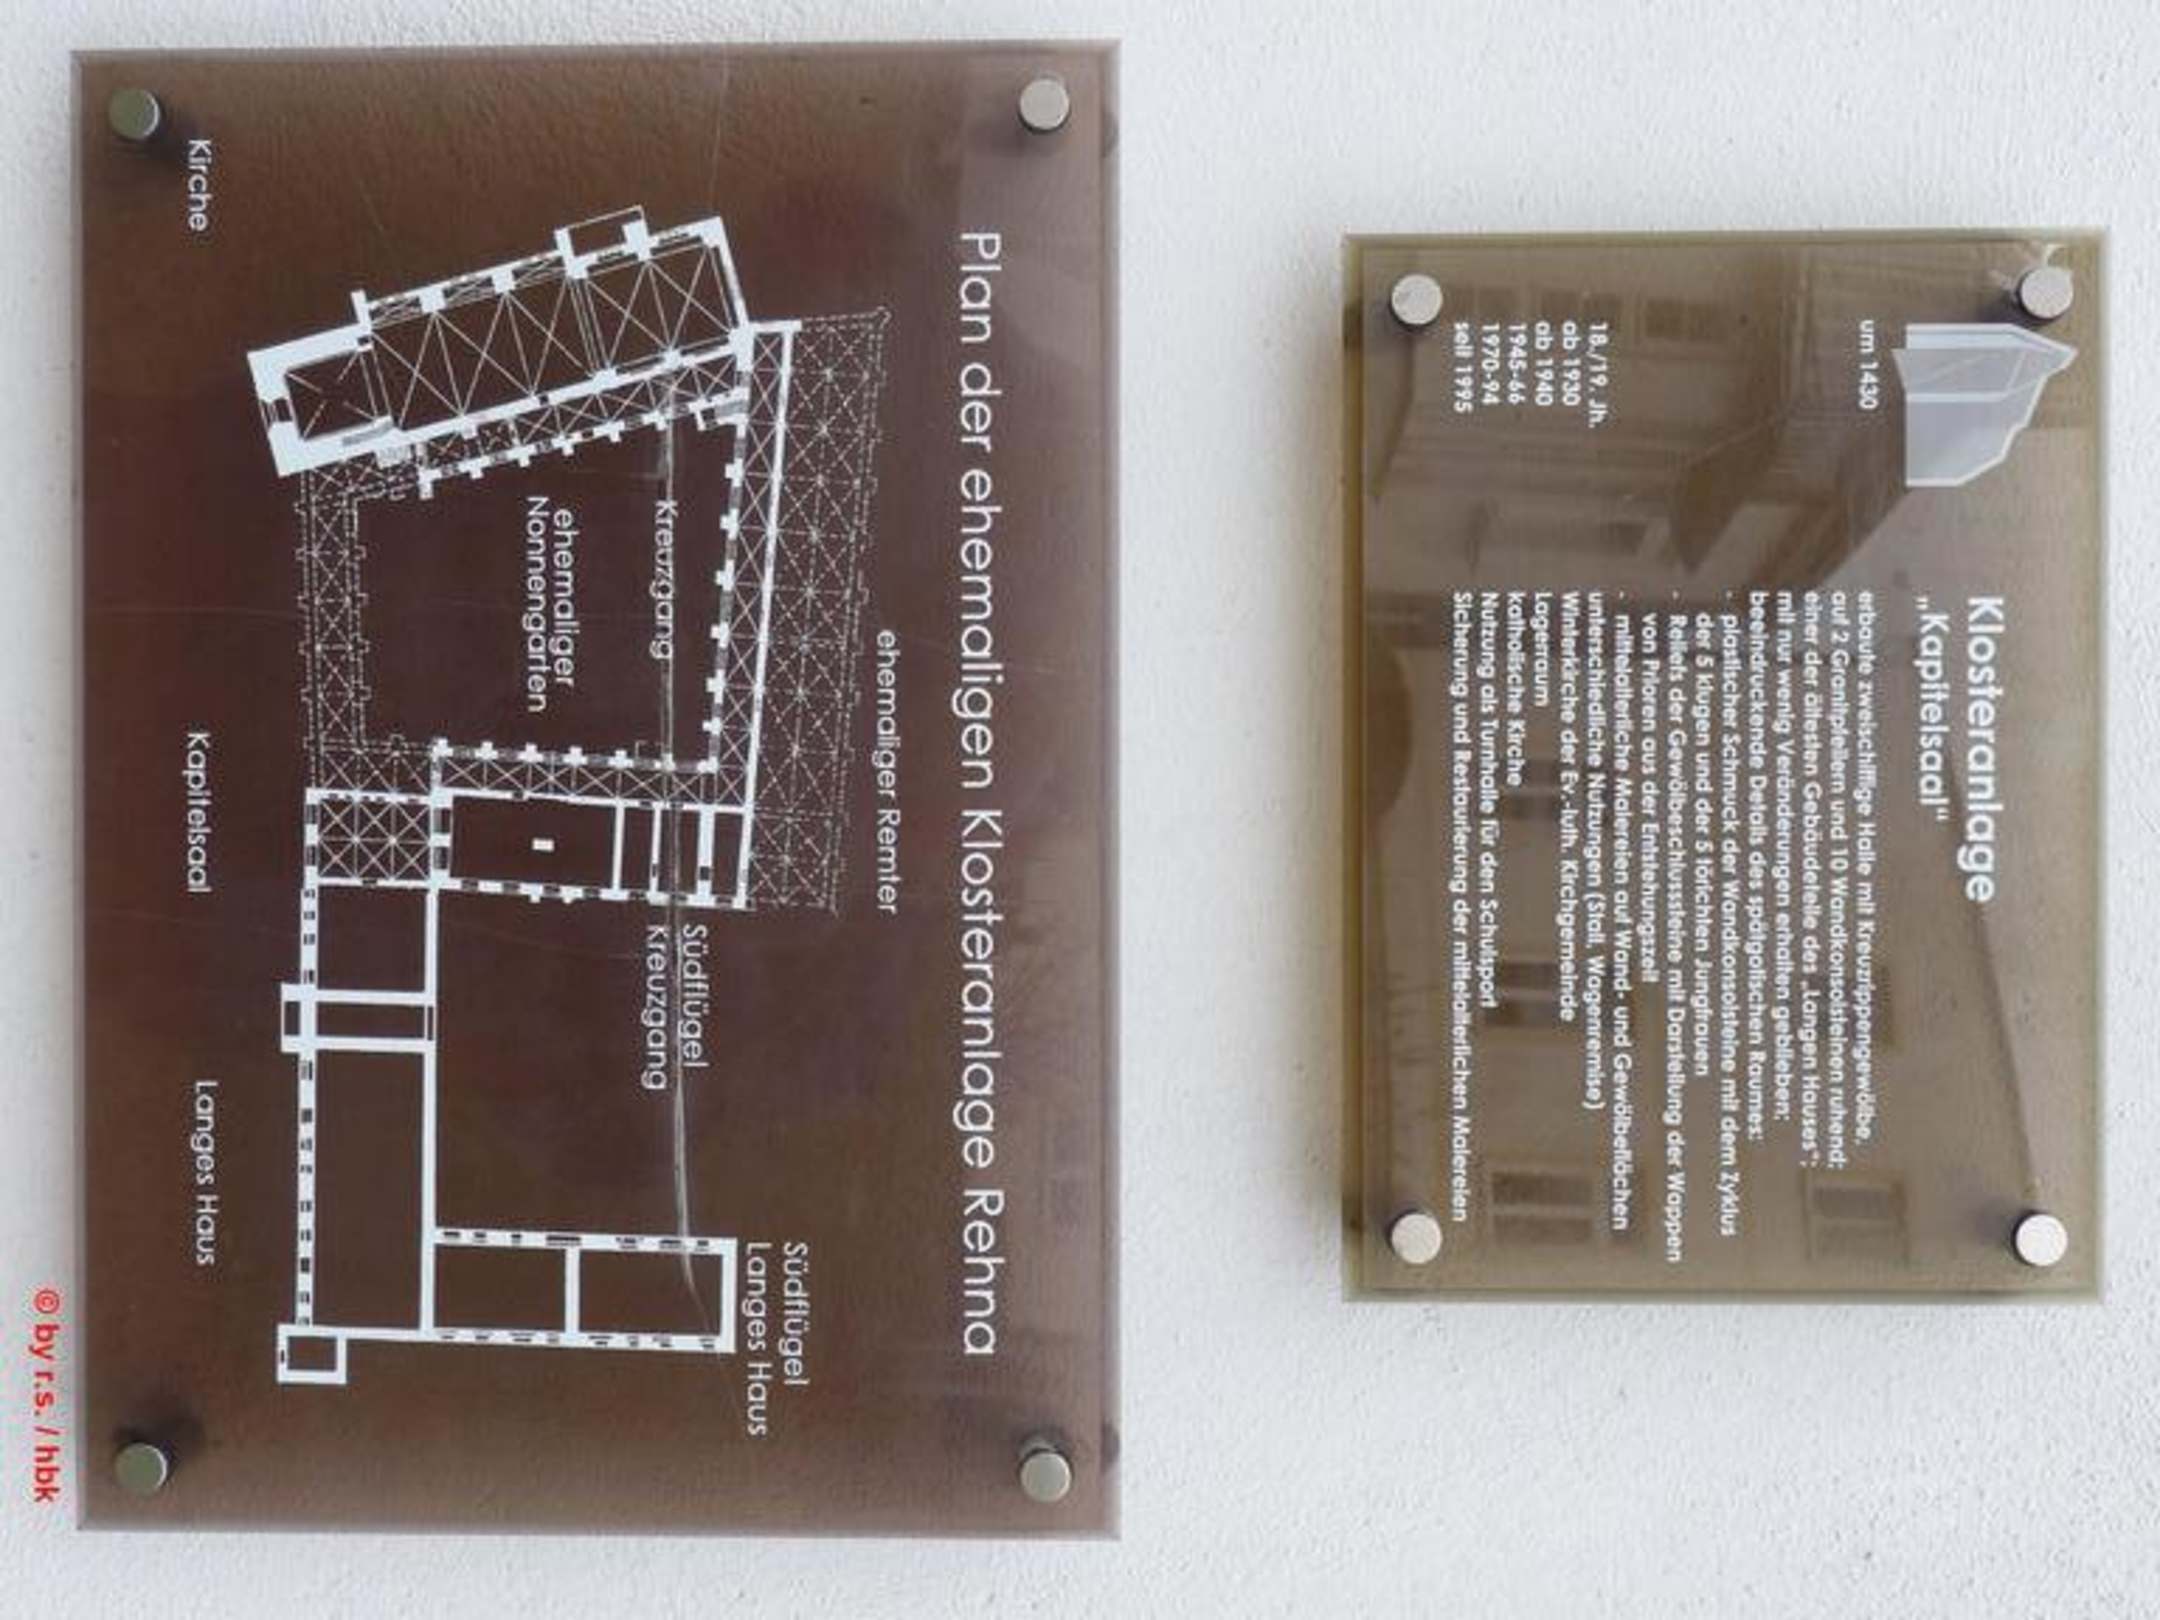 Klosteranlage
„Kapitelsaal“
um 1430 erbaute zweischiffige Halle mit Kreuzrippengewölbe,
auf 2 Granitpfeilern und 10 Wandkonsolsteinen ruhend;
einer der ältesten Gebäudeteile des „Langen Hauses“;
mit nur wenig Veränderungen erhalten geblieben;
beeindruckende Details des spätgotischen Raumes:
- plastischer Schmuck der Wandkonsolsteine mit dem Zyklus
der 5 klugen und der 5 törichten Jungfrauen
- Reliefs der Gewölbeschlusssteine mit Darstellung der Wappen
von Prioren aus der Entstehungszeit
- mittelalterliche Malereien auf Wand- und Gewölbeflächen
18./19. Jh. unterschiedliche Nutzungen (Stall, Wagenremise)
ab 1930 Winterkirche der Ev.-luth. Kirchgemeinde
ab 1940 Lagerraum
1945-66 katholische Kirche
1970-94 Nutzung als Turnhalle für den Schulsport
seit 1995 Sicherung und Restaurierung der mittelalterlichen Malereien
Plan der ehemaligen Klosteranlage Rehna
ehemaliger Remter
Südflügel
Langes Haus
Südflügel
Kreuzgang
Kreuzgang
ehemaliger
Nonnengarten
Kirche
Kapitelsaal
Langes Haus
© by r.s. / hbk